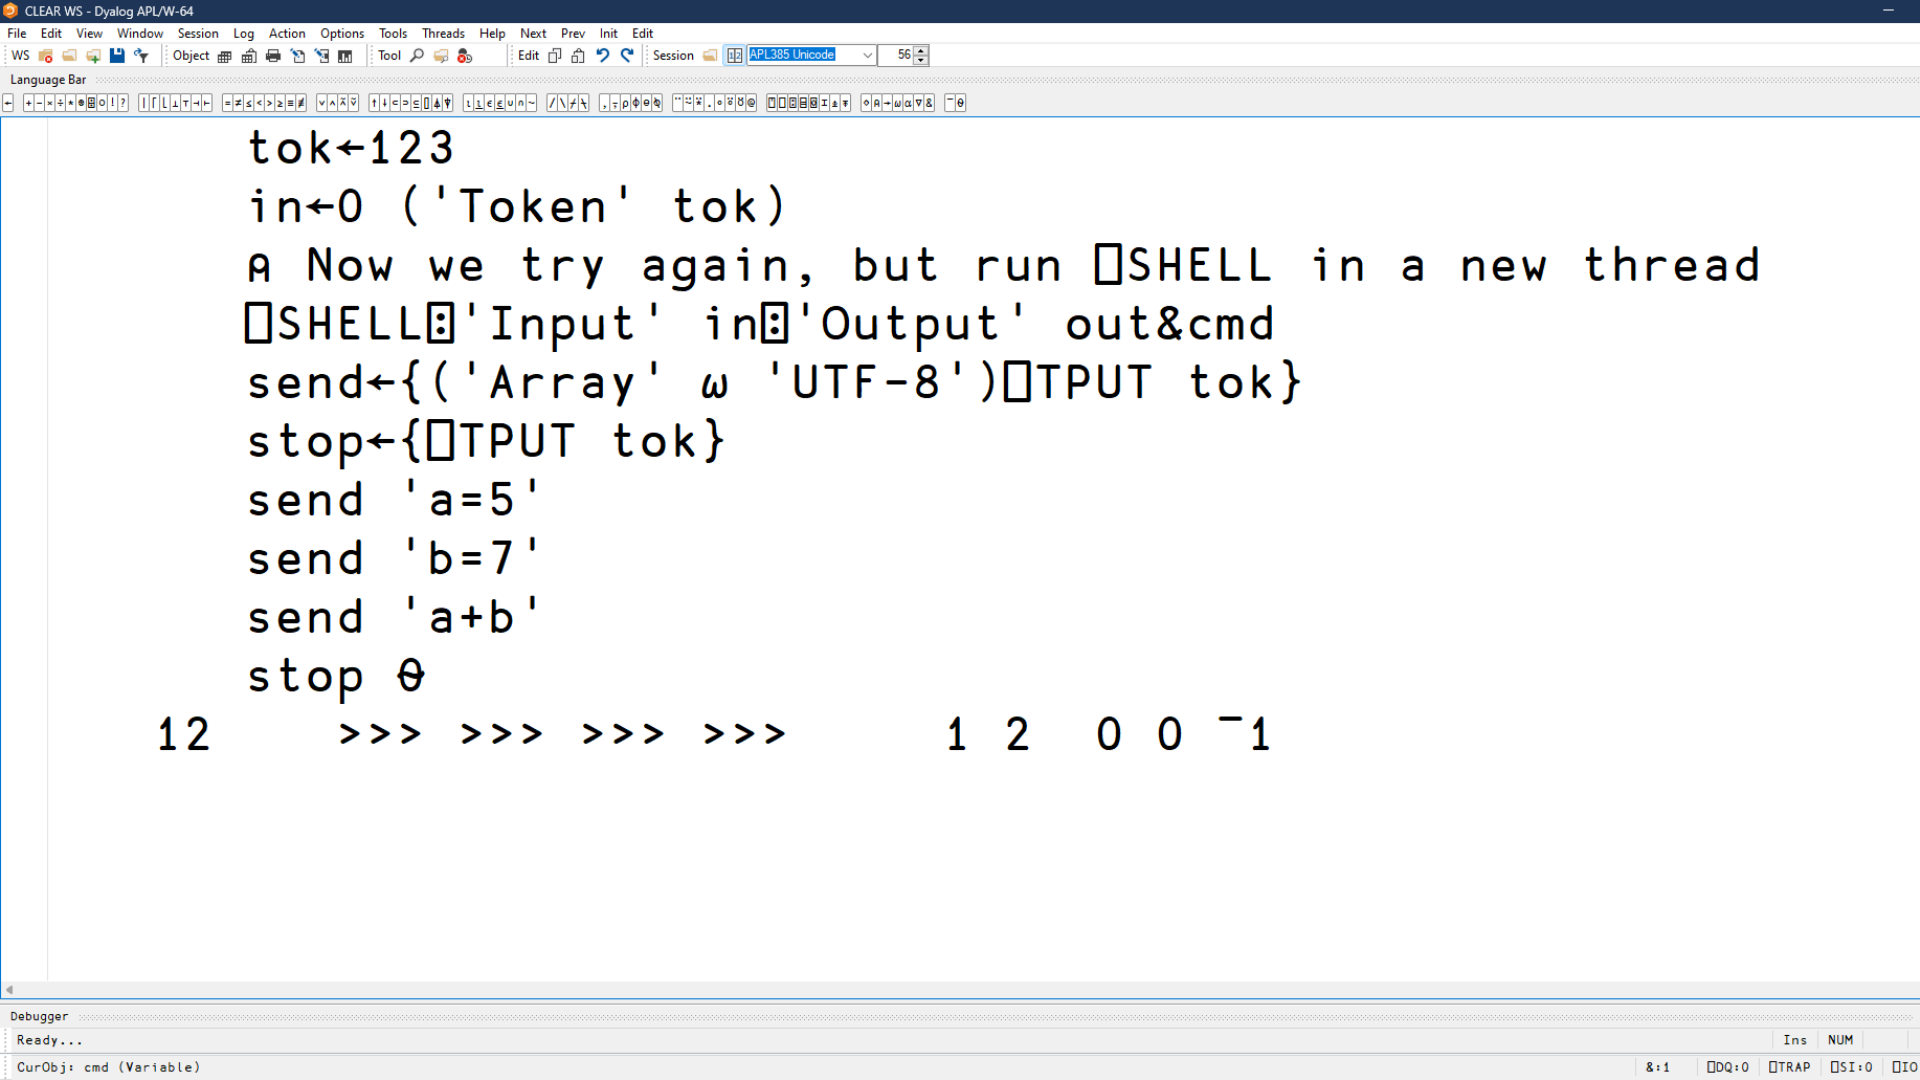 CLEAR WS - Dyalog APL/W-64
File Edit View Window Session Log Action Options Tools Threads Help Next Prev Init Edit
WS Object Tool Edit Session APL385 Unicode 56
Language Bar
tok←123
in←0 ('Token' tok)
⍝ Now we try again, but run ⎕SHELL in a new thread
⎕SHELL⍠'Input' in⍠'Output' out&cmd
send←{('Array' ⍵ 'UTF-8')⎕TPUT tok}
stop←{⎕TPUT tok}
send 'a=5'
send 'b=7'
send 'a+b'
stop ⍬
12 >>> >>> >>> >>> 1 2 0 0 ¯1
Debugger
Ready...
Ins NUM
CurObj: cmd (Variable)
&:1 ⎕DQ:0 ⎕TRAP ⎕SI:0 ⎕IO